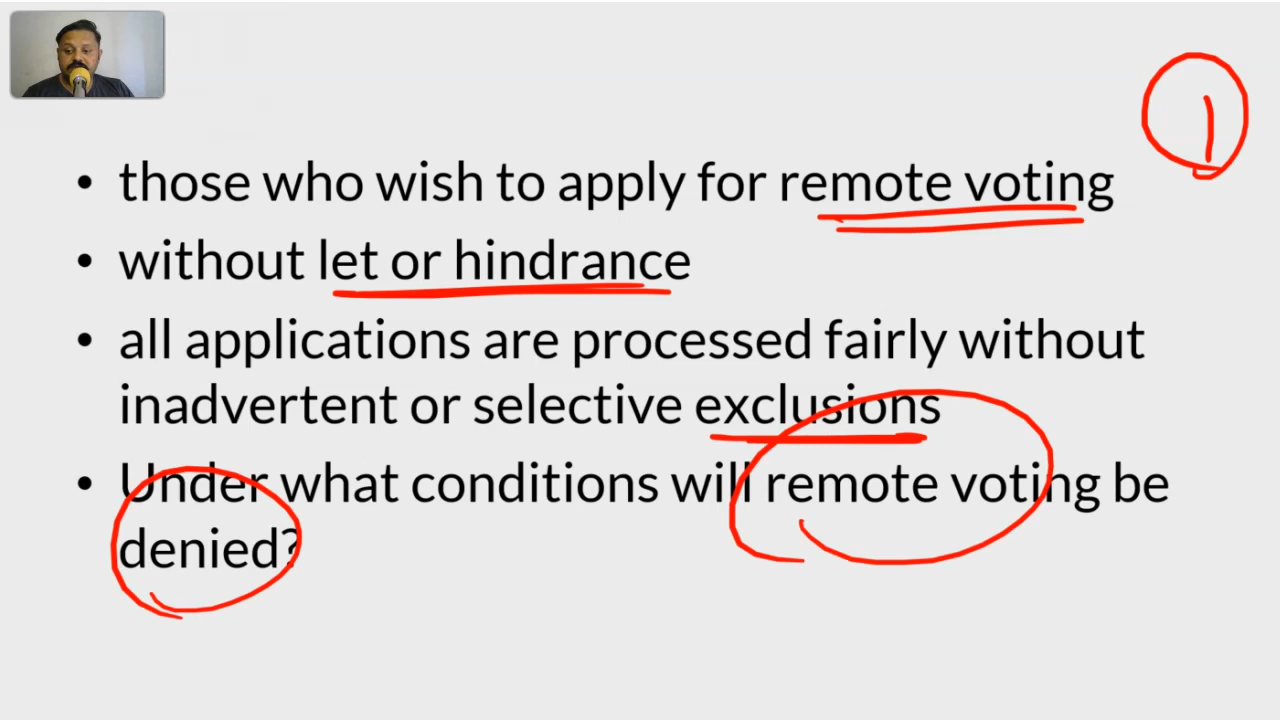 1
• those who wish to apply for remote voting
• without let or hindrance
• all applications are processed fairly without
inadvertent or selective exclusions
• Under what conditions will remote voting be
denied?